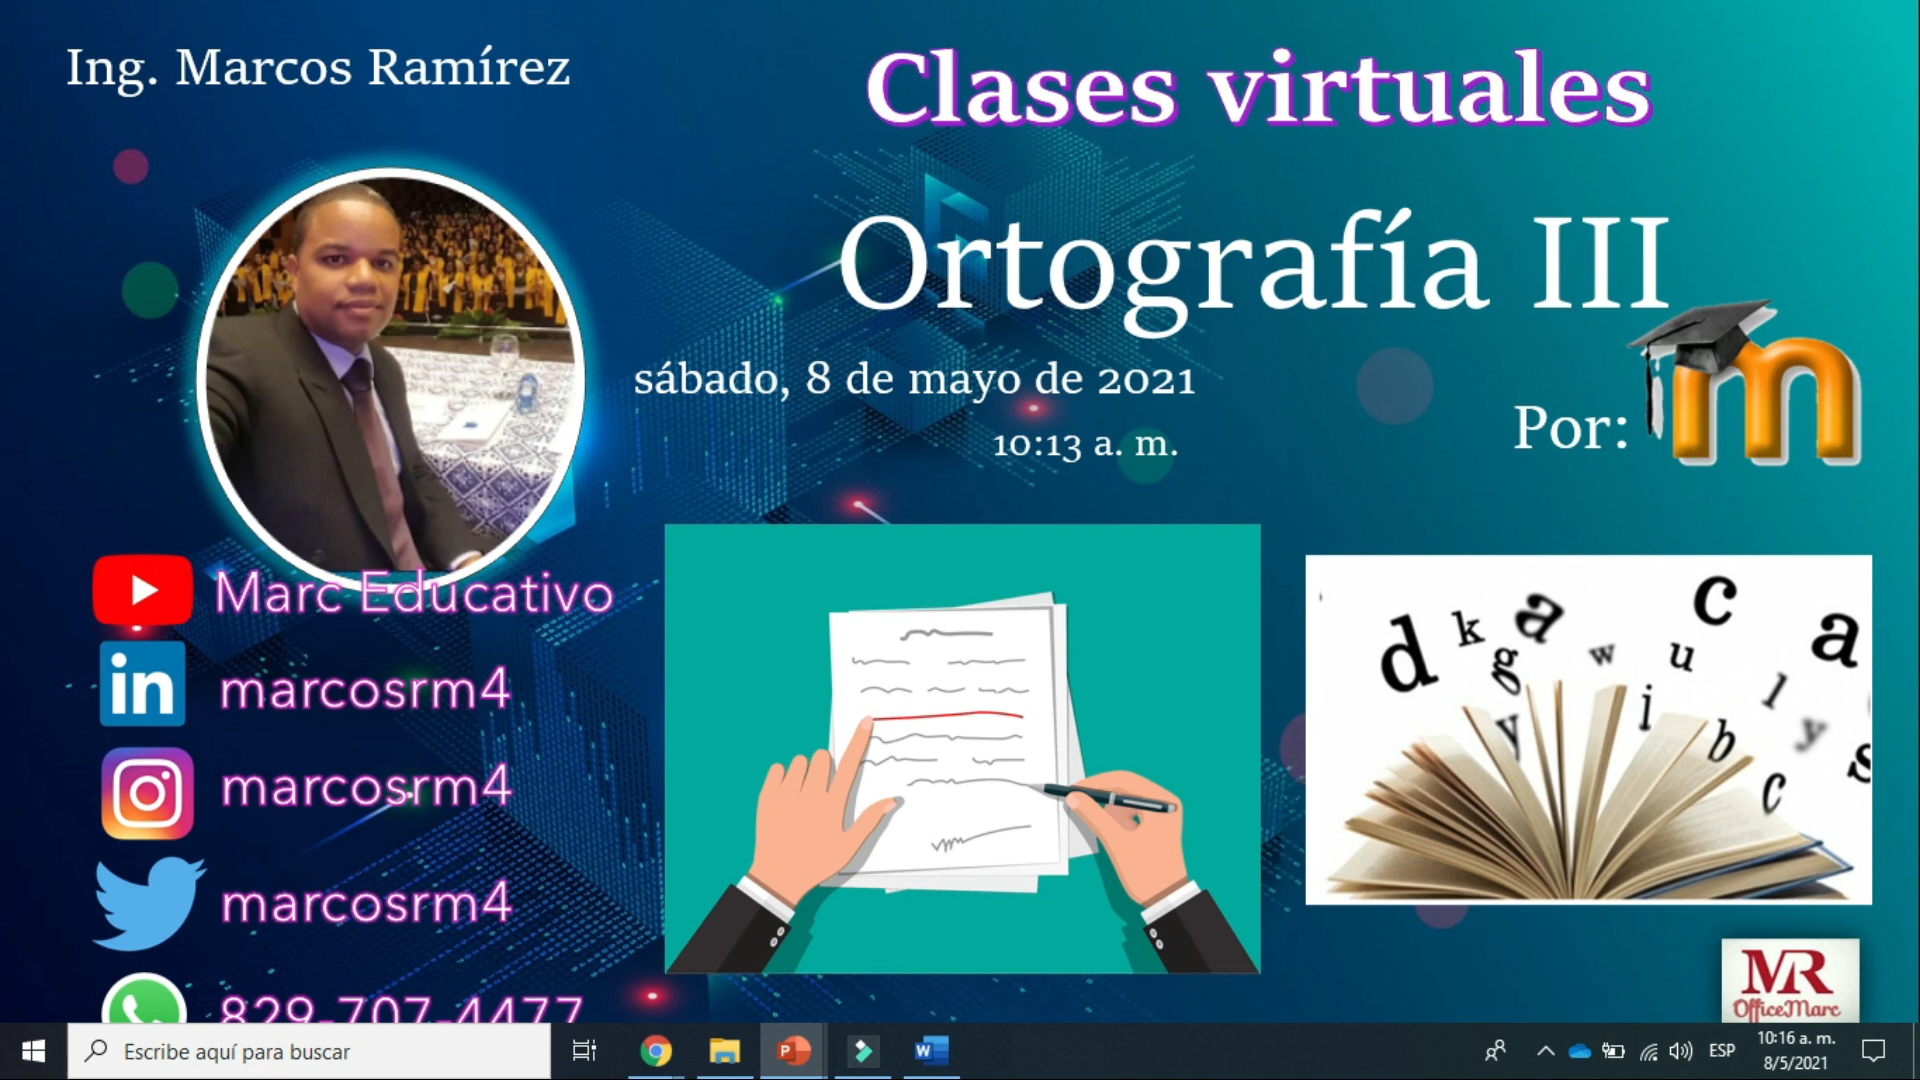 Ing. Marcos Ramírez
Clases virtuales
Ortografía III
sábado, 8 de mayo de 2021
10:13 a. m.
Por: m
Marc Educativo
in marcosrm4
marcosrm4
marcosrm4
829-707-4477
d k a c a
g w u l
y j b y s
c
MR
OfficeMarc
Escribe aquí para buscar
P
W
ESP
10:16 a. m.
8/5/2021